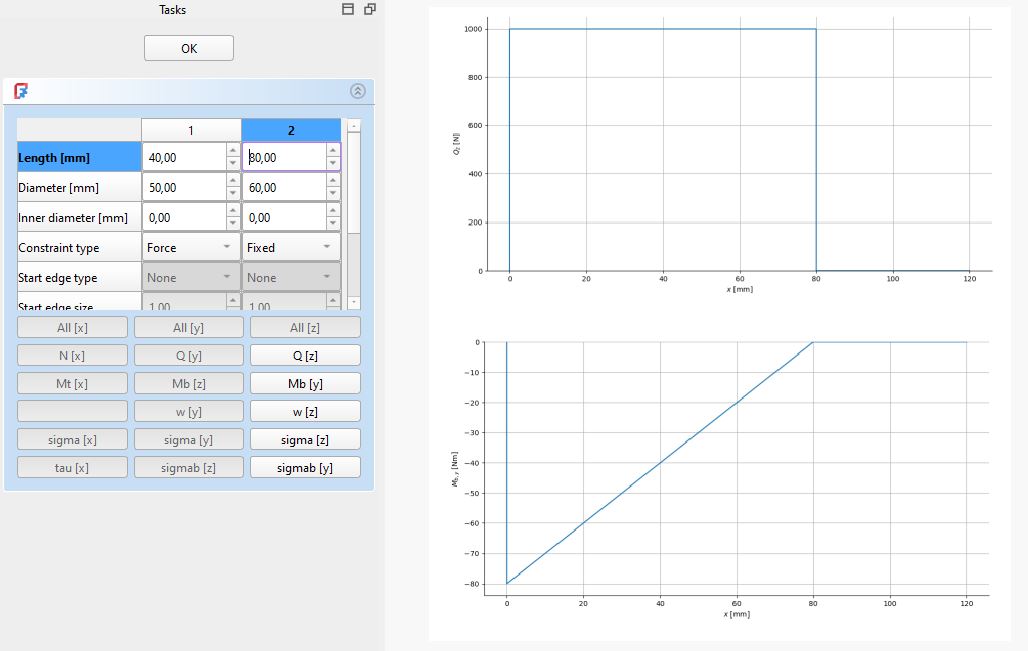 Tasks
OK
1 2
Length [mm] 40,00 80,00
Diameter [mm] 50,00 60,00
Inner diameter [mm] 0,00 0,00
Constraint type Force Fixed
Start edge type None None
Start edge size 1,00 1,00
All [x] All [y] All [z]
N [x] Q [y] Q [z]
Mt [x] Mb [z] Mb [y]
w [y] w [z]
sigma [x] sigma [y] sigma [z]
tau [x] sigmab [z] sigmab [y]
1000
800
600
400
200
0
Qz [N]
0 20 40 60 80 100 120
x [mm]
0
−10
−20
−30
−40
−50
−60
−70
−80
Mb,y [Nm]
0 20 40 60 80 100 120
x [mm]